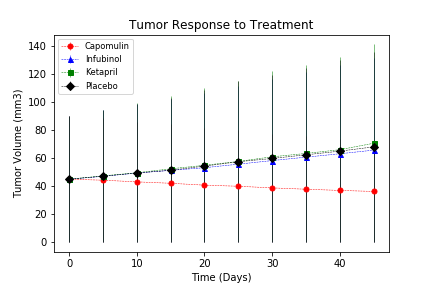 Tumor Response to Treatment
Capomulin
Infubinol
Ketapril
Placebo
Tumor Volume (mm3)
140
120
100
80
60
40
20
0
0 10 20 30 40
Time (Days)